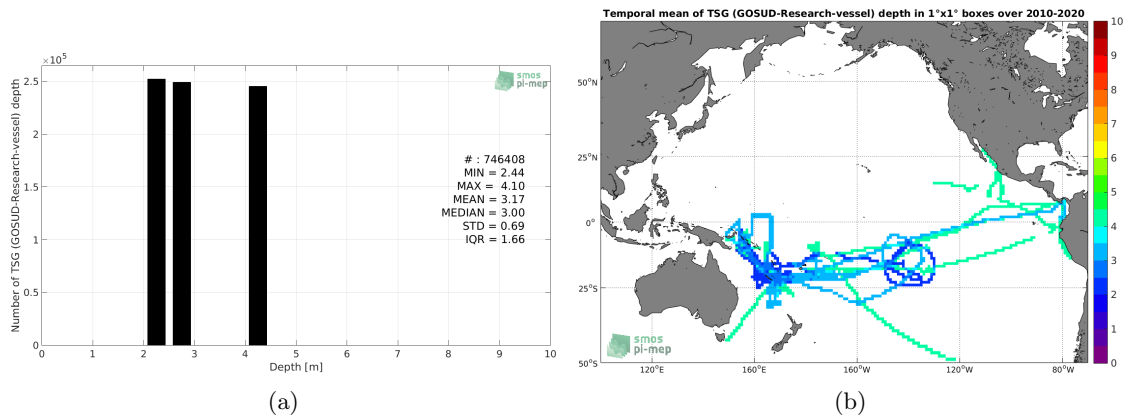 ×10⁵
2.5
2
1.5
1
0.5
0
Number of TSG (GOSUD-Research-vessel) depth
smos
pi-mep
# : 746408
MIN = 2.44
MAX = 4.10
MEAN = 3.17
MEDIAN = 3.00
STD = 0.69
IQR = 1.66
0 1 2 3 4 5 6 7 8 9 10
Depth [m]
(a)
Temporal mean of TSG (GOSUD-Research-vessel) depth in 1°x1° boxes over 2010-2020
50°N
25°N
0°
25°S
50°S
120°E 160°E 160°W 120°W 80°W
smos
pi-mep
10
9
8
7
6
5
4
3
2
1
0
(b)